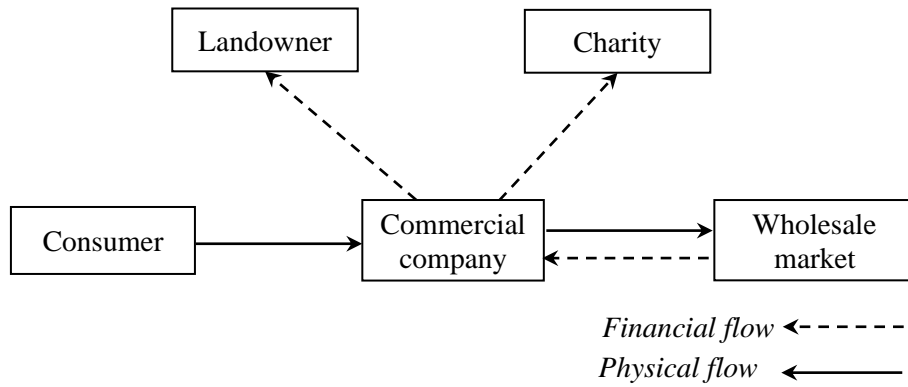 Landowner
Charity
Consumer
Commercial
company
Wholesale
market
Financial flow
Physical flow